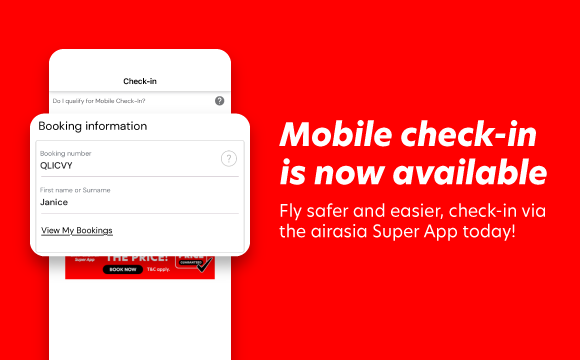 Check-in
Do I qualify for Mobile Check-In?
?
Booking information
Booking number
?
QLICVY
First name or Surname
Janice
View My Bookings
Super App
THE PRICE!
PRICE
GUARANTEED
BOOK NOW
T&C apply.
Mobile check-in
is now available
Fly safer and easier, check-in via
the airasia Super App today!